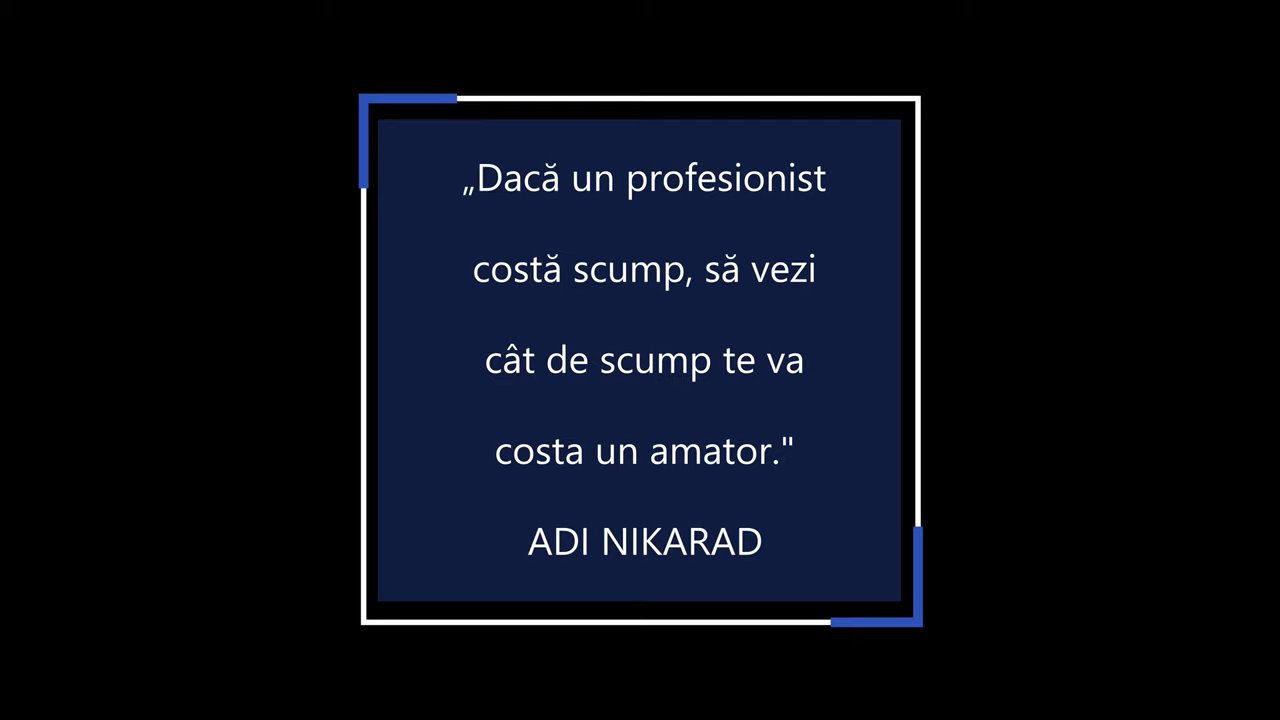 „Dacă un profesionist
costă scump, să vezi
cât de scump te va
costa un amator."
ADI NIKARAD